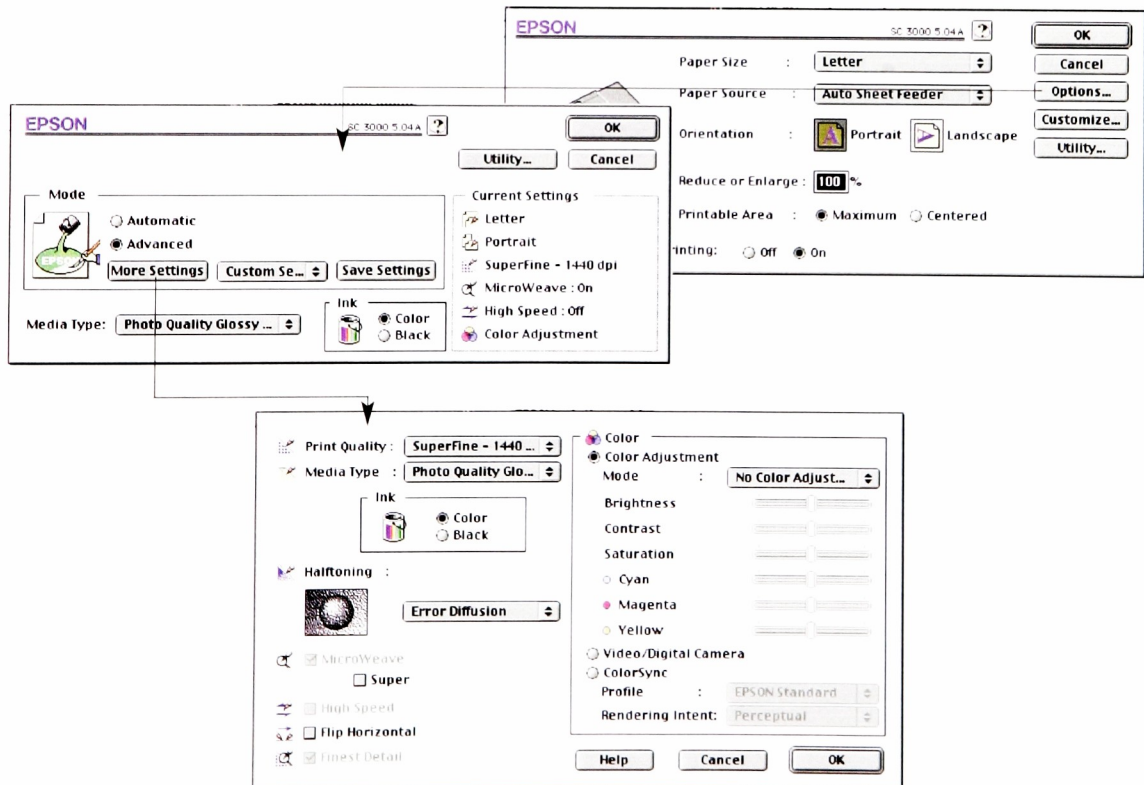 EPSON
SC 3000 5.04A ?
OK
Paper Size : Letter
Cancel
Paper Source : Auto Sheet Feeder
Options...
Orientation : Portrait Landscape
Customize...
Utility...
Reduce or Enlarge : 100 %
Printable Area : Maximum Centered
inting: Off On
EPSON
SC 3000 5.04A ?
OK
Utility...
Cancel
Mode
Automatic
Advanced
EPSON
More Settings Custom Se... Save Settings
Media Type: Photo Quality Glossy ...
Ink
Color
Black
Current Settings
Letter
Portrait
SuperFine - 1440 dpi
MicroWeave : On
High Speed : Off
Color Adjustment
Print Quality : SuperFine - 1440 ...
Media Type : Photo Quality Glo...
Ink
Color
Black
Halftoning :
Error Diffusion
MicroWeave
Super
High Speed
Flip Horizontal
Finest Detail
Color
Color Adjustment
Mode : No Color Adjust...
Brightness
Contrast
Saturation
Cyan
Magenta
Yellow
Video/Digital Camera
ColorSync
Profile : EPSON Standard
Rendering Intent: Perceptual
Help
Cancel
OK